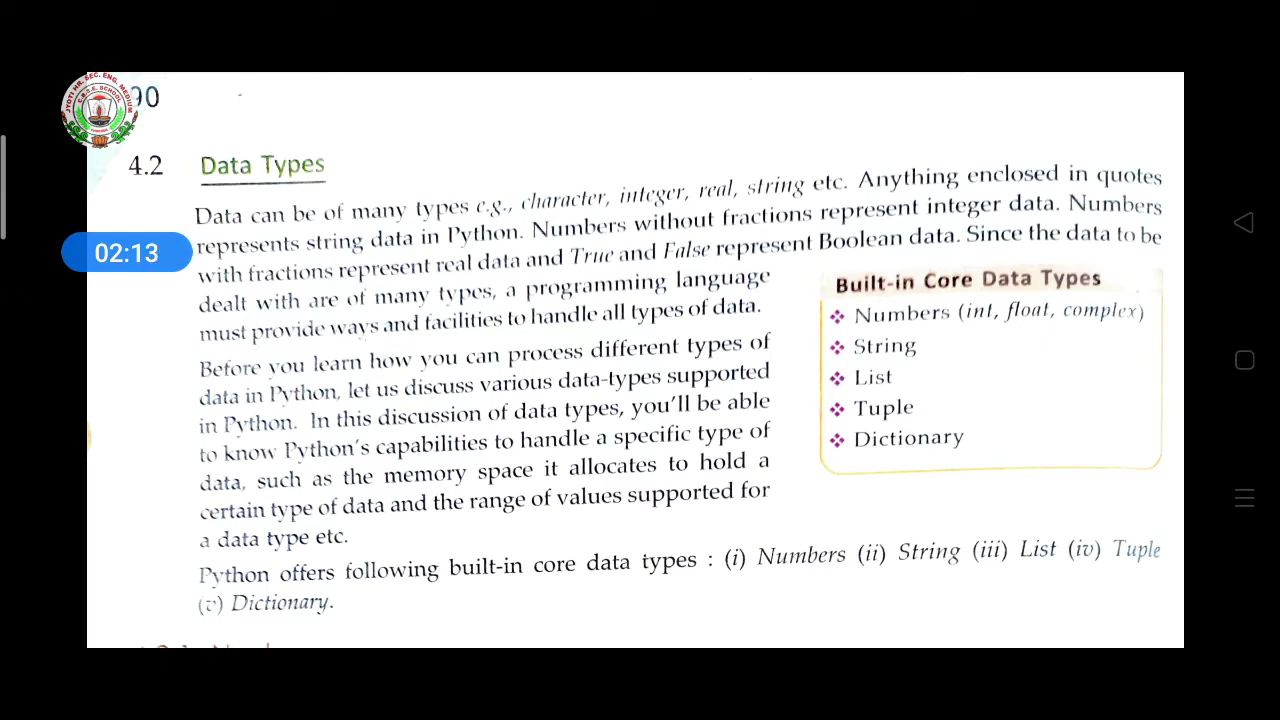 JYOTI HR. SEC. ENG. MEDIUM
C.B.S.E. SCHOOL
90
4.2 Data Types
Data can be of many types e.g., character, integer, real, string etc. Anything enclosed in quotes
represents string data in Python. Numbers without fractions represent integer data. Numbers
with fractions represent real data and True and False represent Boolean data. Since the data to be
dealt with are of many types, a programming language
must provide ways and facilities to handle all types of data.
Before you learn how you can process different types of
data in Python, let us discuss various data-types supported
in Python. In this discussion of data types, you'll be able
to know Python's capabilities to handle a specific type of
data, such as the memory space it allocates to hold a
certain type of data and the range of values supported for
a data type etc.
Built-in Core Data Types
❖ Numbers (int, float, complex)
❖ String
❖ List
❖ Tuple
❖ Dictionary
Python offers following built-in core data types : (i) Numbers (ii) String (iii) List (iv) Tuple
(v) Dictionary.
02:13